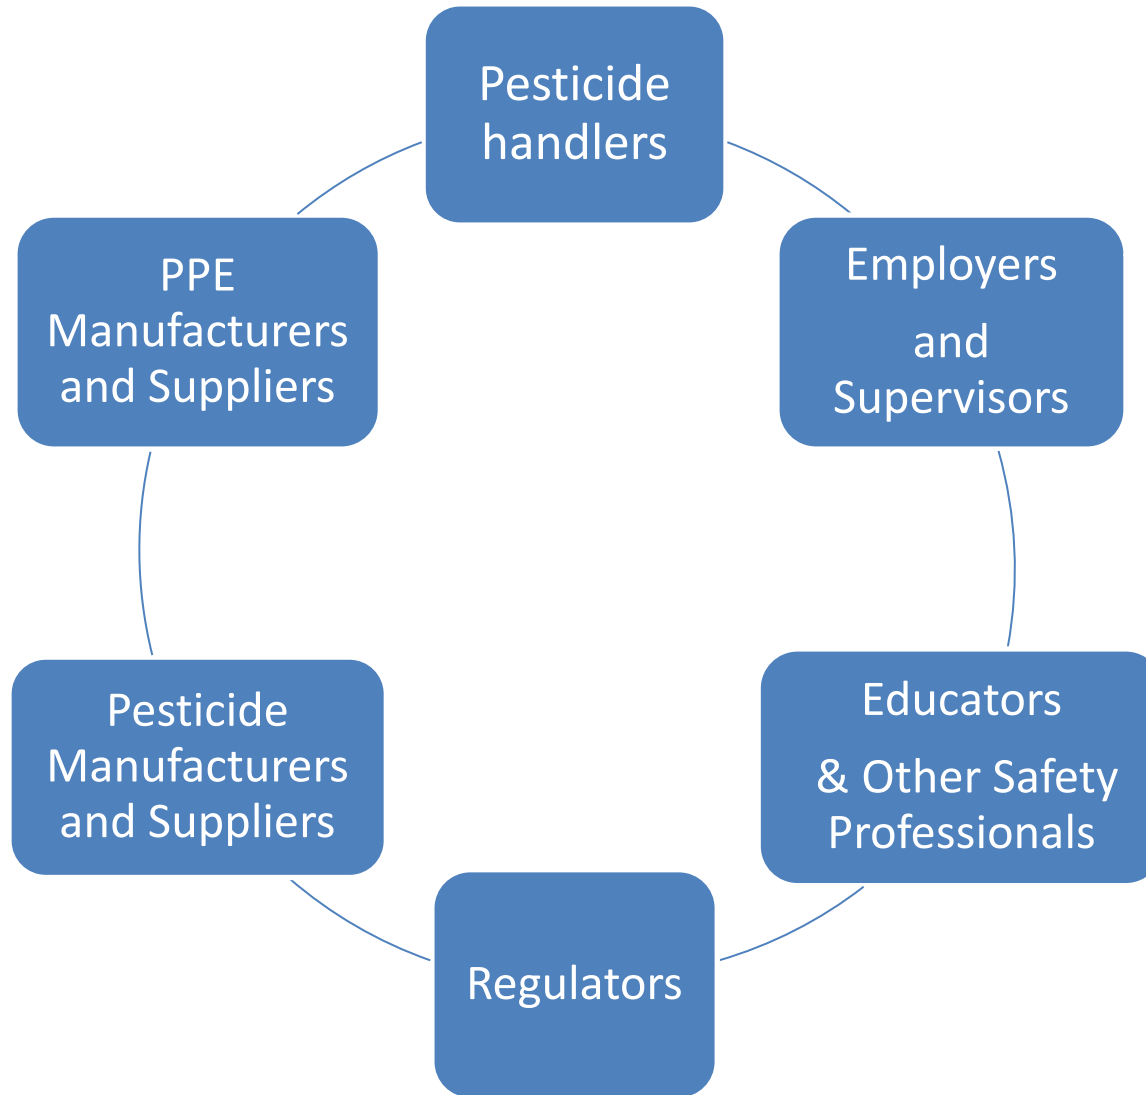 Pesticide
handlers
Employers
and
Supervisors
Educators
& Other Safety
Professionals
Regulators
Pesticide
Manufacturers
and Suppliers
PPE
Manufacturers
and Suppliers